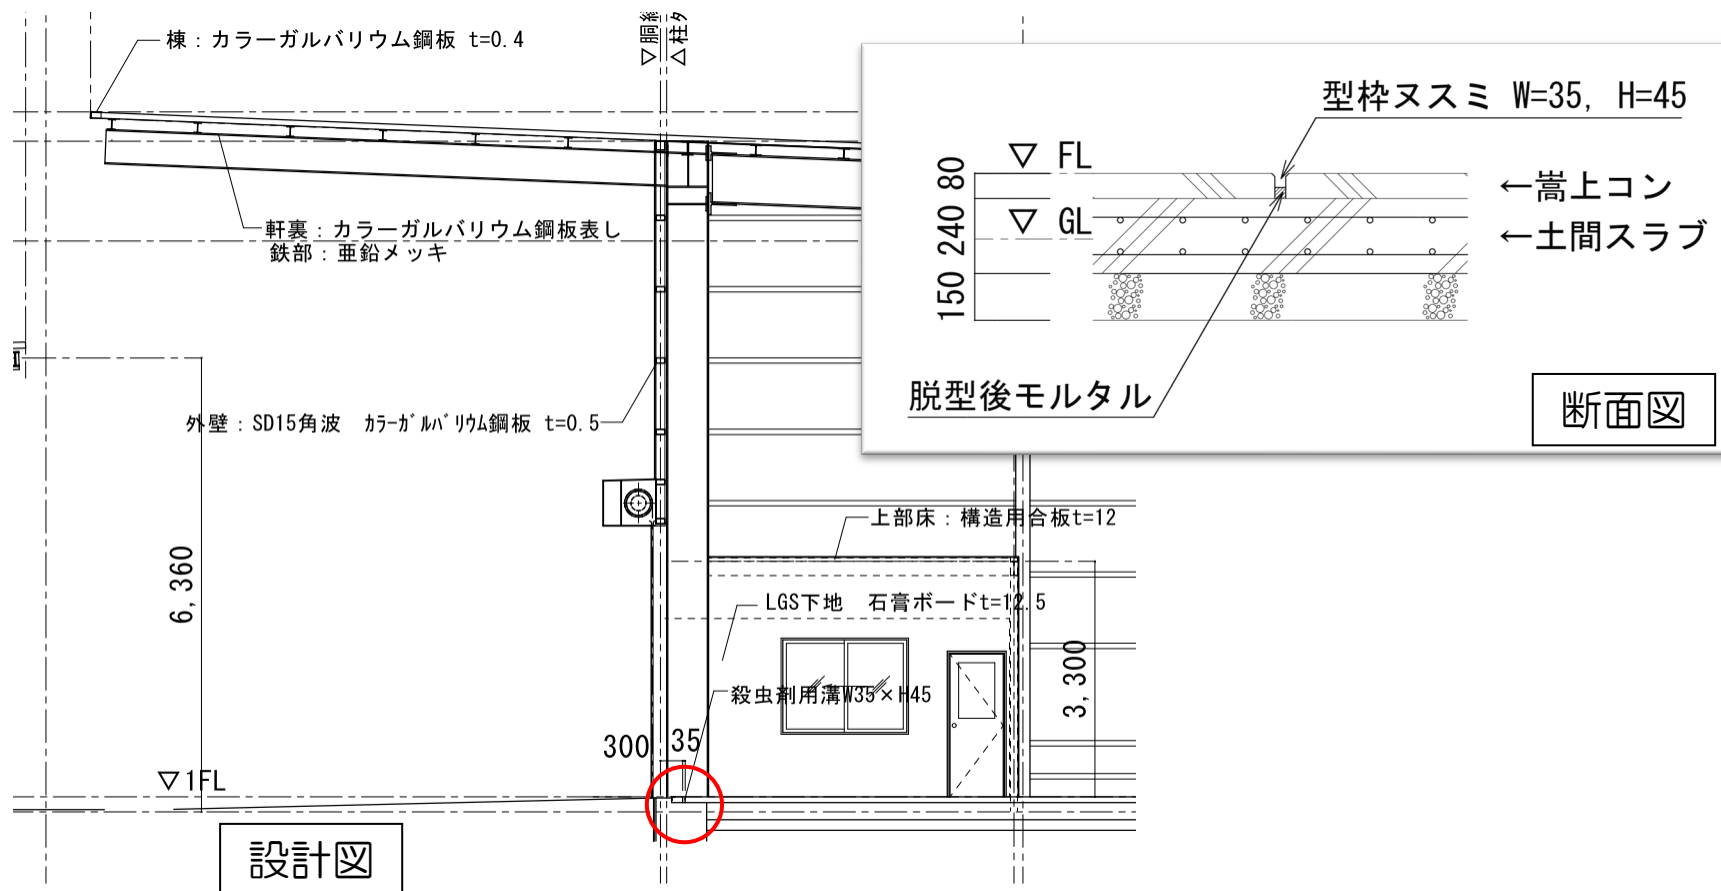 棟：カラーガルバリウム鋼板 t=0.4
軒裏：カラーガルバリウム鋼板表し
鉄部：亜鉛メッキ
外壁：SD15角波 ｶﾗｰｶﾞﾙﾊﾞﾘｳﾑ鋼板 t=0.5
6,360
上部床：構造用合板t=12
LGS下地 石膏ボードt=12.5
殺虫剤用溝W35×H45
3,300
300
35
▽1FL
設計図
型枠ヌスミ W=35, H=45
▽ FL
80
←嵩上コン
▽ GL
240
←土間スラブ
150
脱型後モルタル
断面図